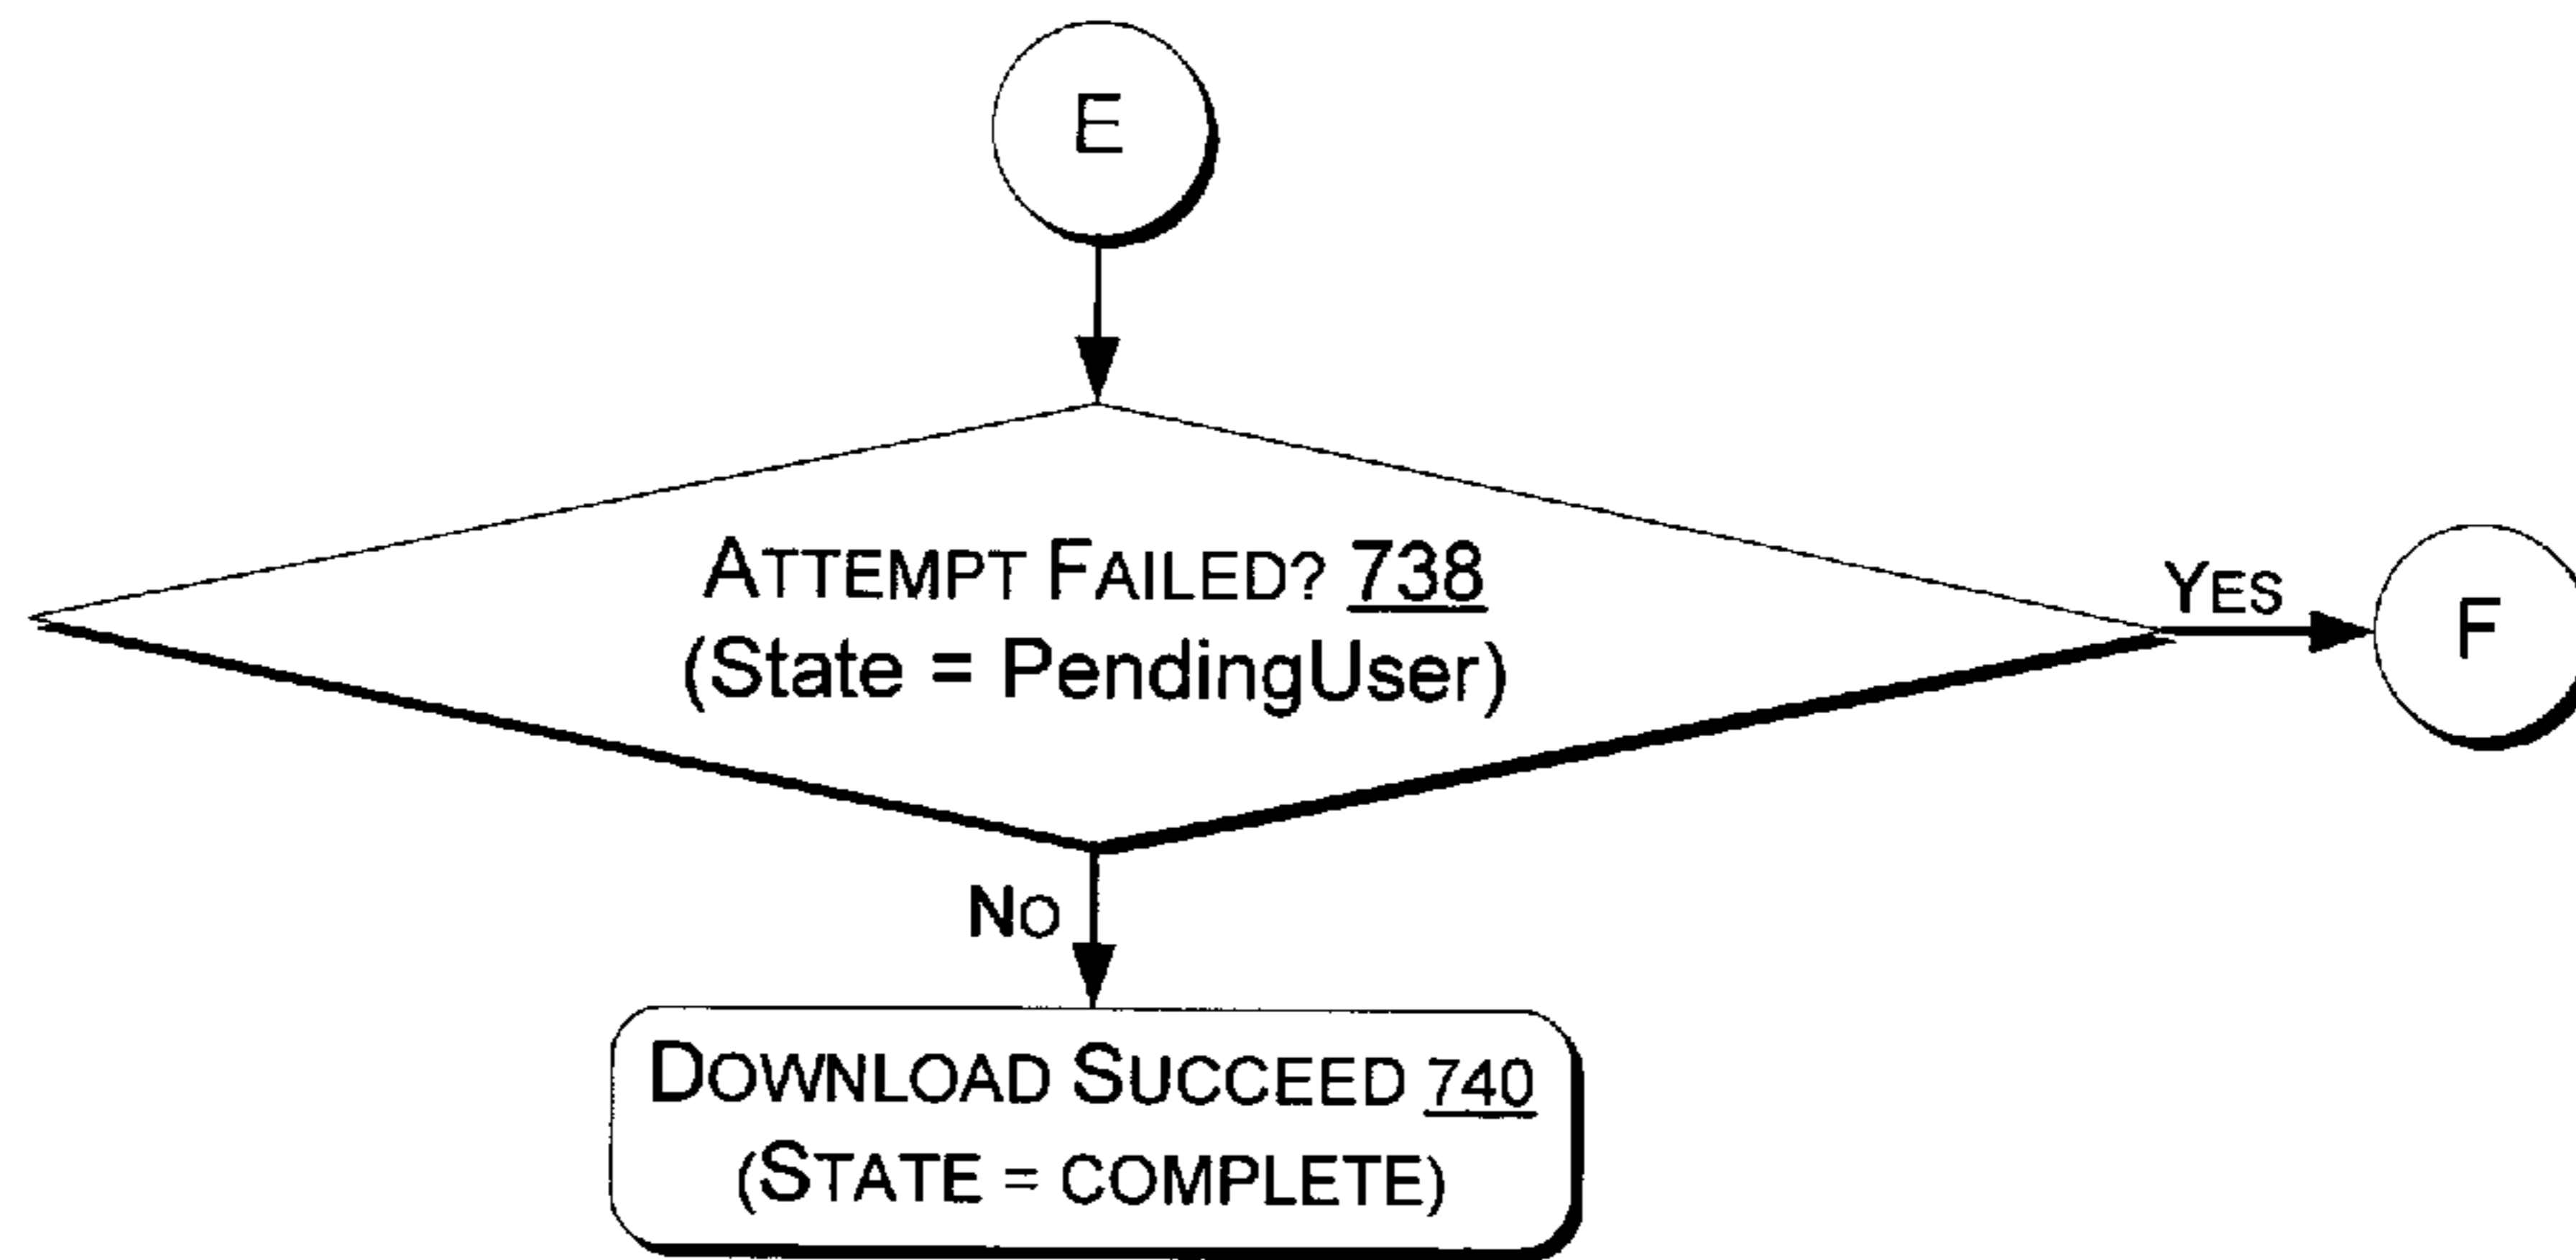 E
ATTEMPT FAILED? 738
(State = PendingUser)
YES
F
NO
DOWNLOAD SUCCEED 740
(STATE = COMPLETE)